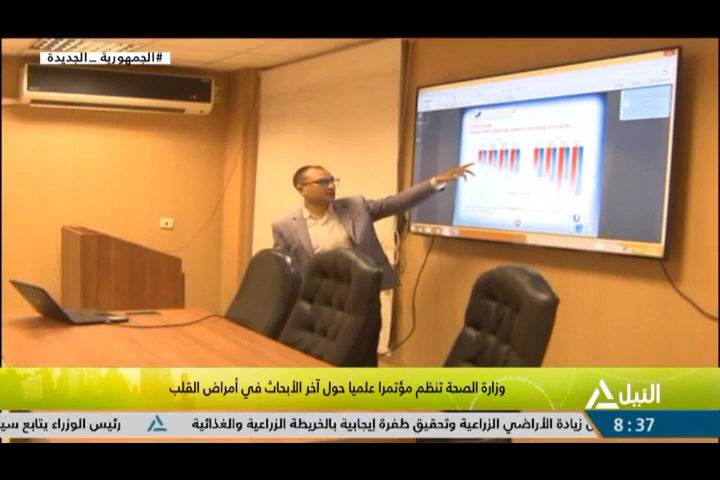 #الجمهورية_الجديدة
وزارة الصحة تنظم مؤتمرا علميا حول آخر الأبحاث في أمراض القلب
النيل
زيادة الأراضي الزراعية وتحقيق طفرة إيجابية بالخريطة الزراعية والغذائية
رئيس الوزراء يتابع
8:37